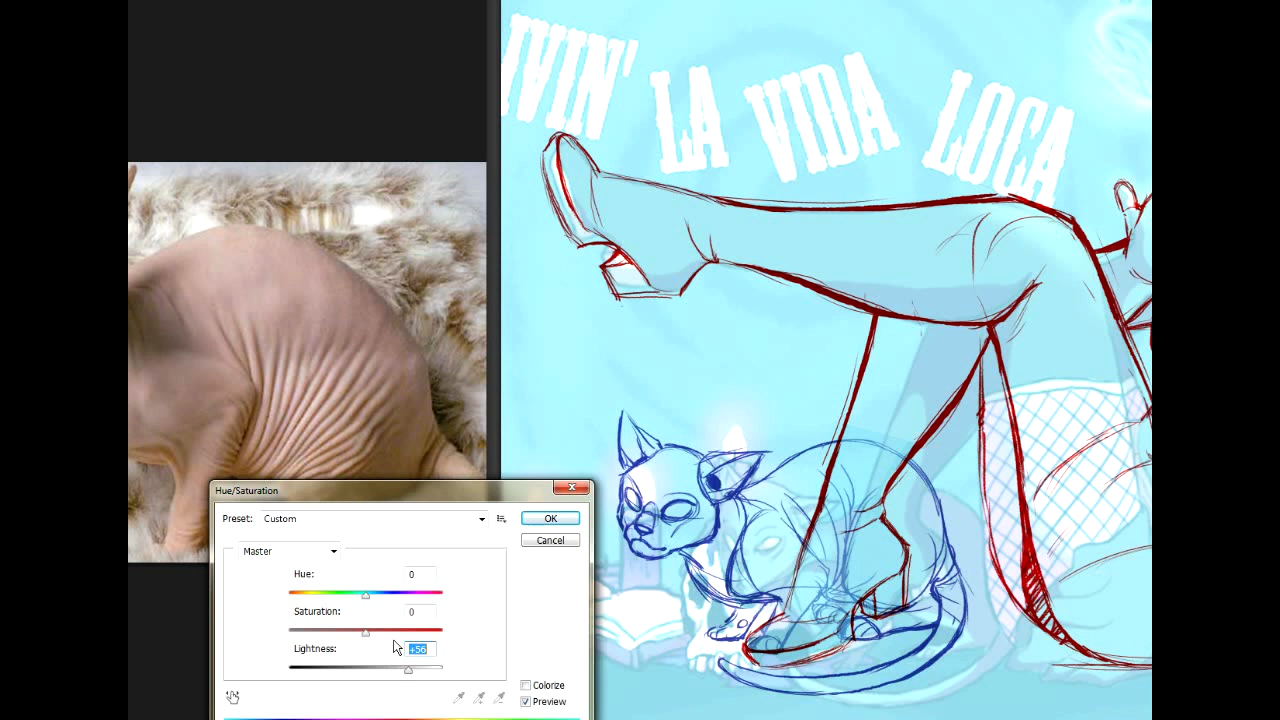 IVIN' LA VIDA LOCA
Hue/Saturation
Preset: Custom
OK
Cancel
Master
Hue: 0
Saturation: 0
Lightness: +56
Colorize
Preview